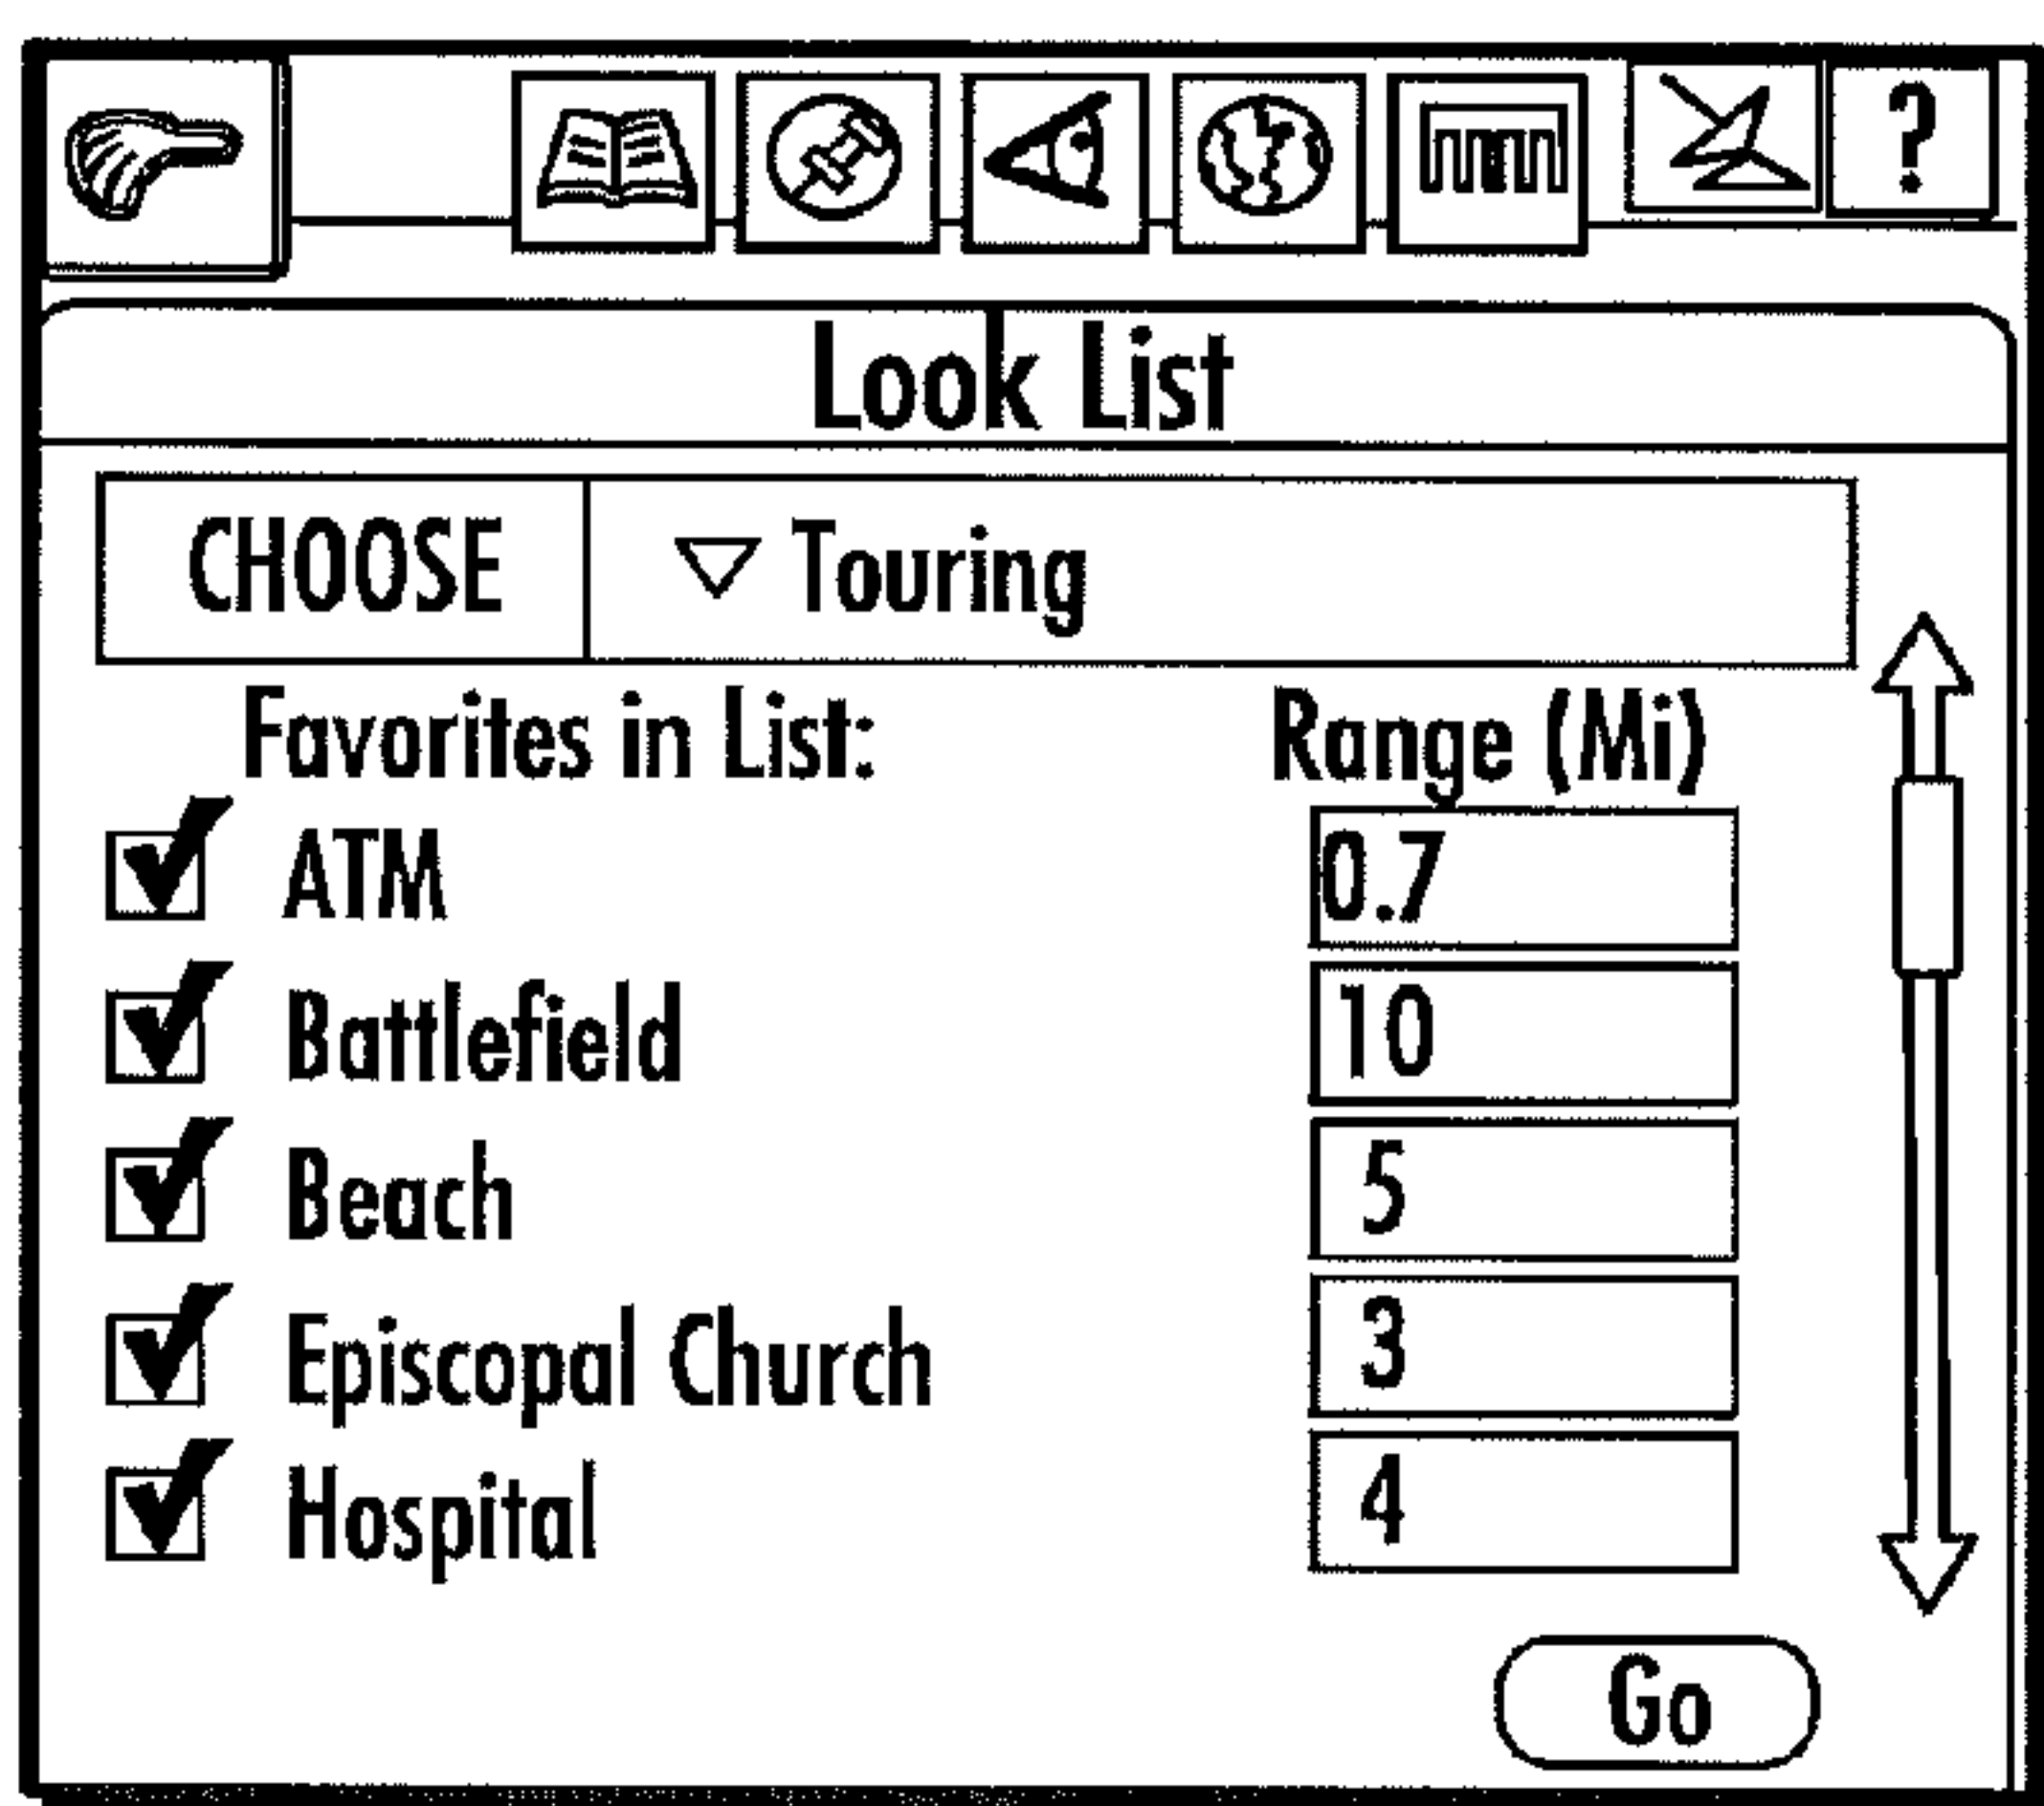 ?
Look List
CHOOSE Touring
Favorites in List: Range (Mi)
ATM 0.7
Battlefield 10
Beach 5
Episcopal Church 3
Hospital 4
Go